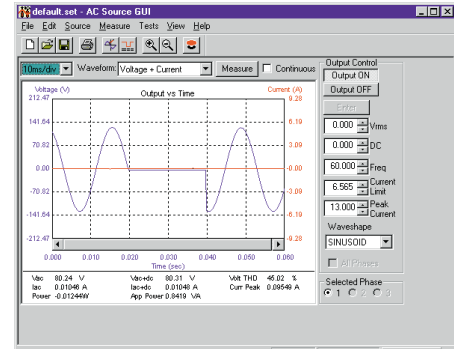 default.set - AC Source GUI
File Edit Source Measure Tests View Help
10ms/div Waveform: Voltage + Current Measure Continuous
Output Control
Output ON
Output OFF
Enter
0.000 Vrms
0.000 DC
60.000 Freq
6.565 Current Limit
13.000 Peak Current
Waveshape
SINUSOID
All Phases
Selected Phase
1 2 3
Voltage (V) Output vs Time Current (A)
212.47 9.28
141.64 6.19
70.82 3.09
0.00 0.00
-70.82 -3.09
-141.64 -6.19
-212.47 -9.28
0.000 0.010 0.020 0.030 0.040 0.050 0.060
Time (sec)
Vac 80.24 V Vac+dc 80.31 V Volt THD 45.02 %
Iac 0.01046 A Iac+dc 0.01048 A Curr Peak 0.09549 A
Power -0.01244W App Power 0.8419 VA